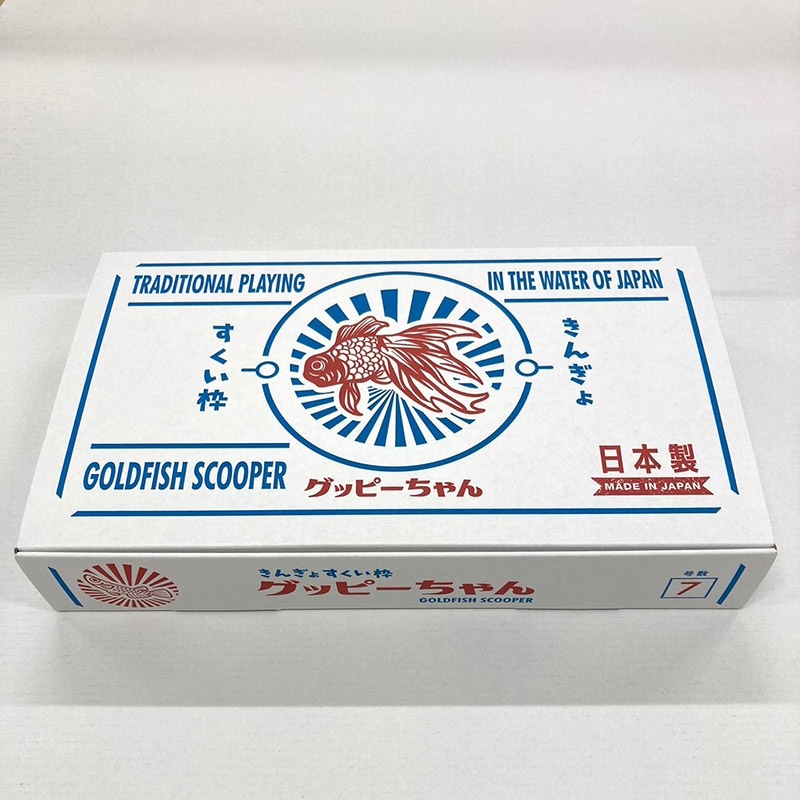 TRADITIONAL PLAYING
IN THE WATER OF JAPAN
きんぎょ
すくい枠
GOLDFISH SCOOPER
グッピーちゃん
日本製
MADE IN JAPAN
きんぎょすくい枠
グッピーちゃん
GOLDFISH SCOOPER
号数
7